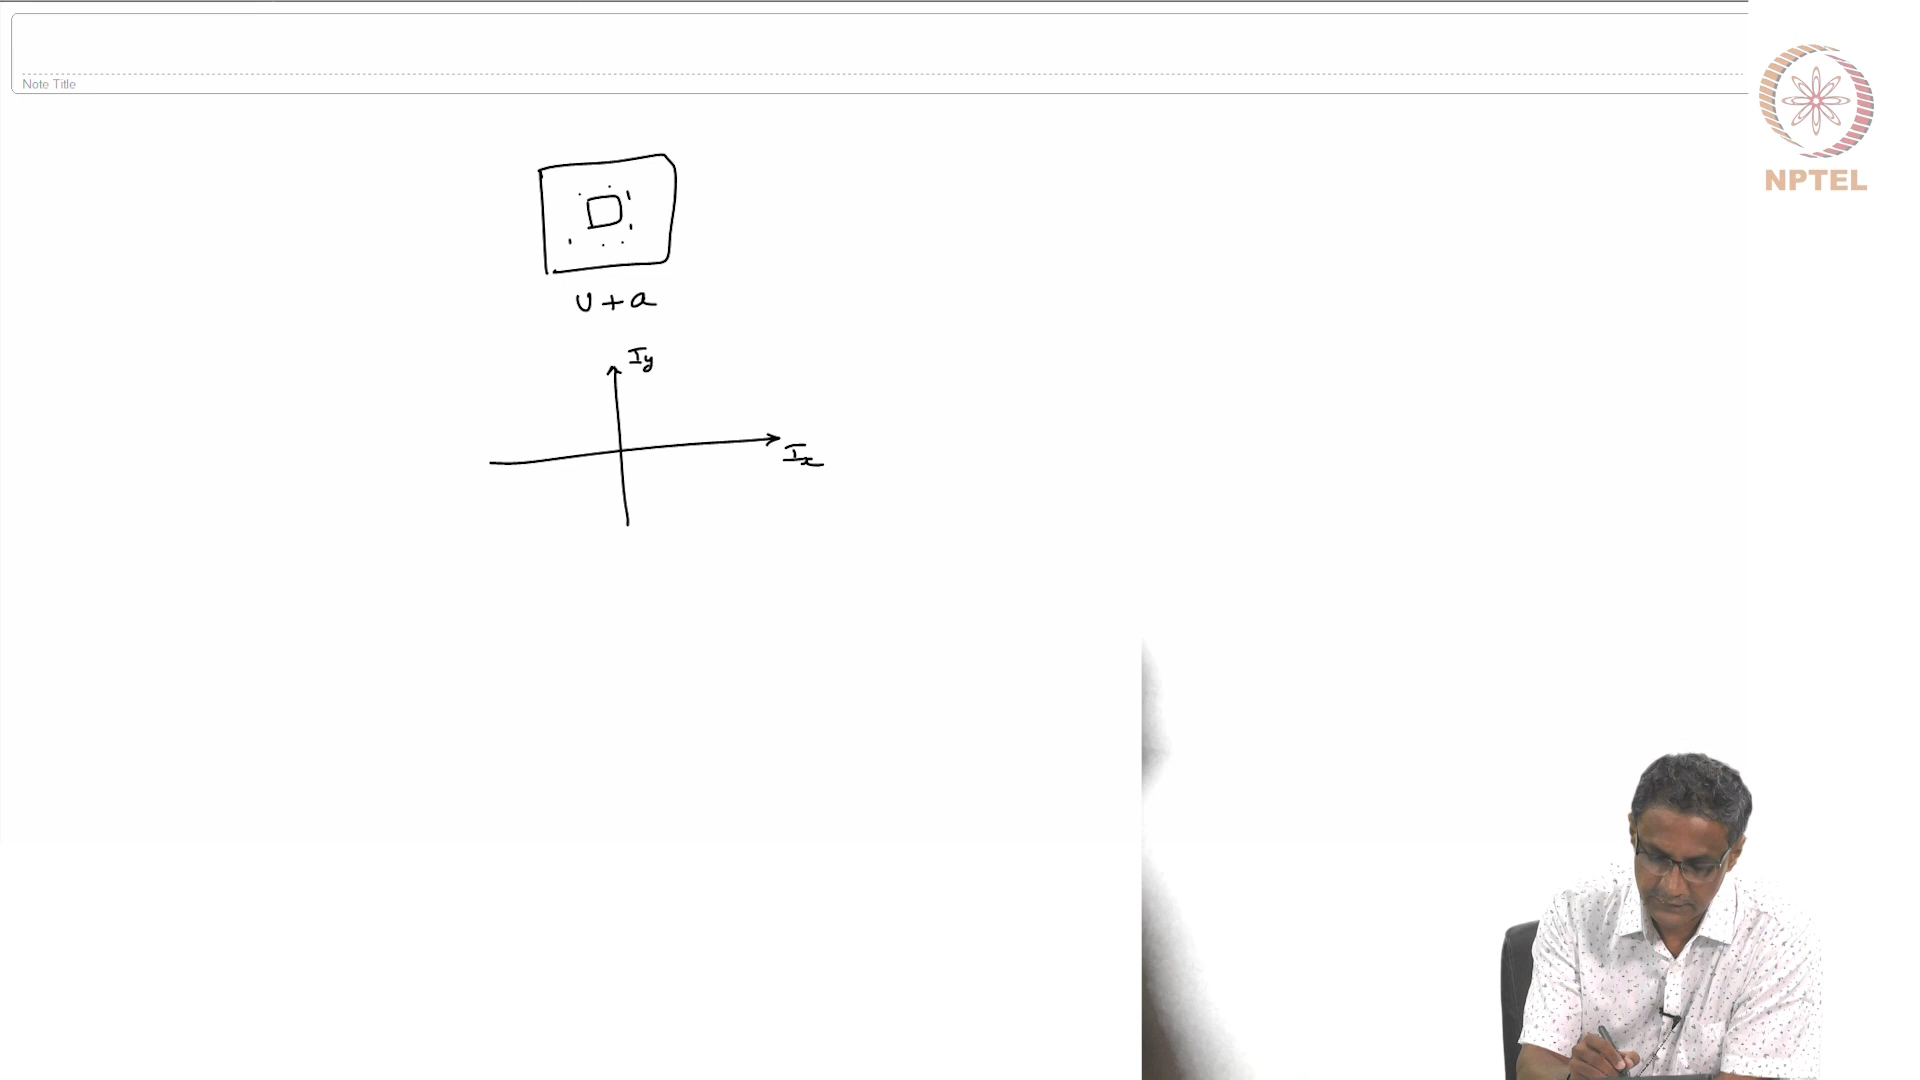 Note Title
NPTEL
U + a
Iy
Ix